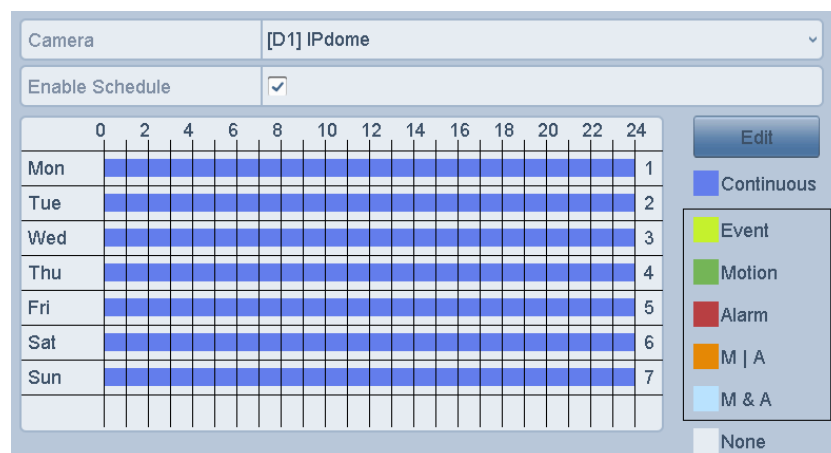 Camera [D1] IPdome
Enable Schedule
0 2 4 6 8 10 12 14 16 18 20 22 24
Mon 1
Tue 2
Wed 3
Thu 4
Fri 5
Sat 6
Sun 7
Edit
Continuous
Event
Motion
Alarm
M | A
M & A
None